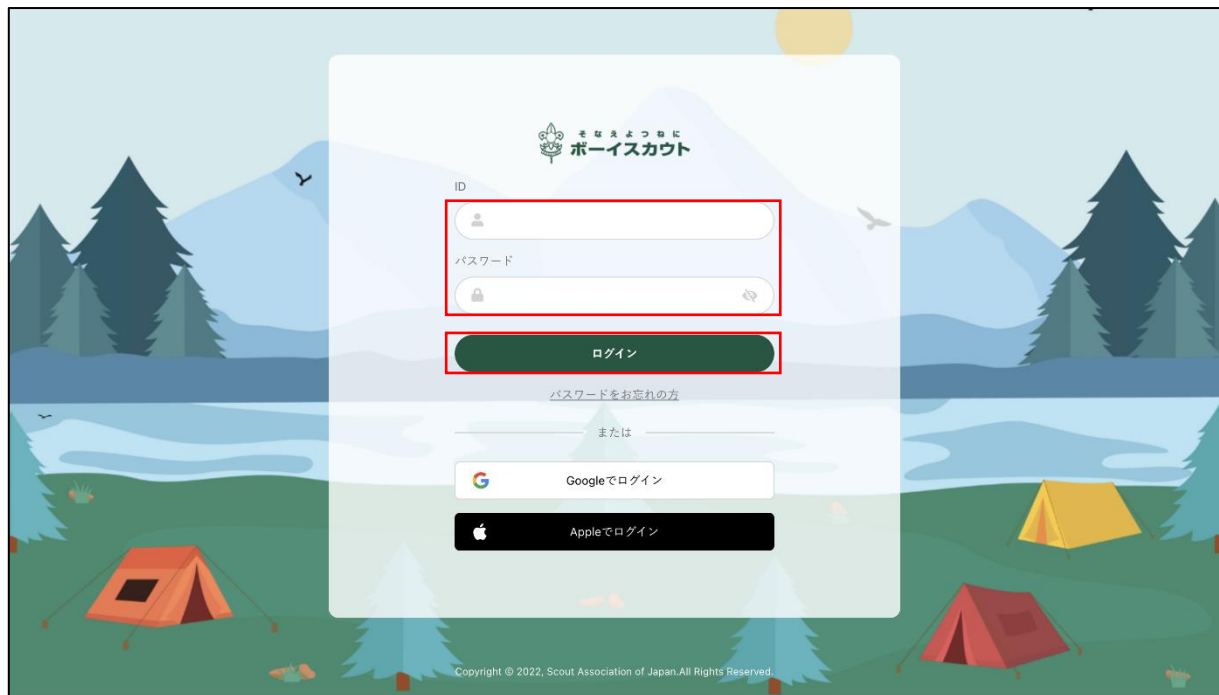 そなえよつねに
ボーイスカウト
ID
パスワード
ログイン
パスワードをお忘れの方
または
Googleでログイン
Appleでログイン
Copyright © 2022, Scout Association of Japan.All Rights Reserved.